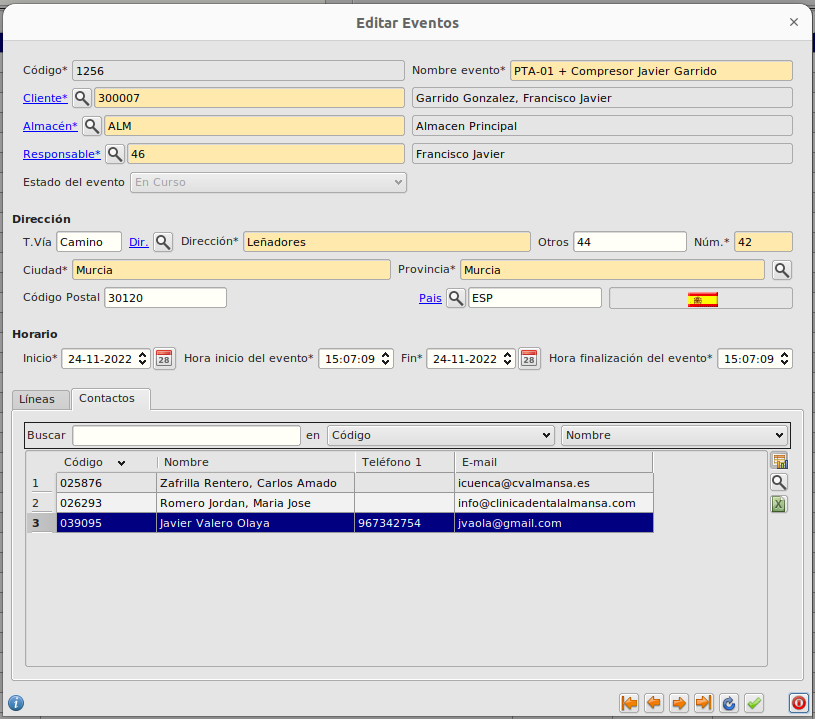 Editar Eventos
Código* 1256 Nombre evento* PTA-01 + Compresor Javier Garrido
Cliente* 300007 Garrido Gonzalez, Francisco Javier
Almacén* ALM Almacen Principal
Responsable* 46 Francisco Javier
Estado del evento En Curso
Dirección
T.Vía Camino Dir. Dirección* Leñadores Otros 44 Núm.* 42
Ciudad* Murcia Provincia* Murcia
Código Postal 30120 Pais ESP
Horario
Inicio* 24-11-2022 28 Hora inicio del evento* 15:07:09 Fin* 24-11-2022 28 Hora finalización del evento* 15:07:09
Líneas Contactos
Buscar en Código Nombre
Código Nombre Teléfono 1 E-mail
1 025876 Zafrilla Rentero, Carlos Amado icuenca@cvalmansa.es
2 026293 Romero Jordan, Maria Jose info@clinicadentalalmansa.com
3 039095 Javier Valero Olaya 967342754 jvaola@gmail.com